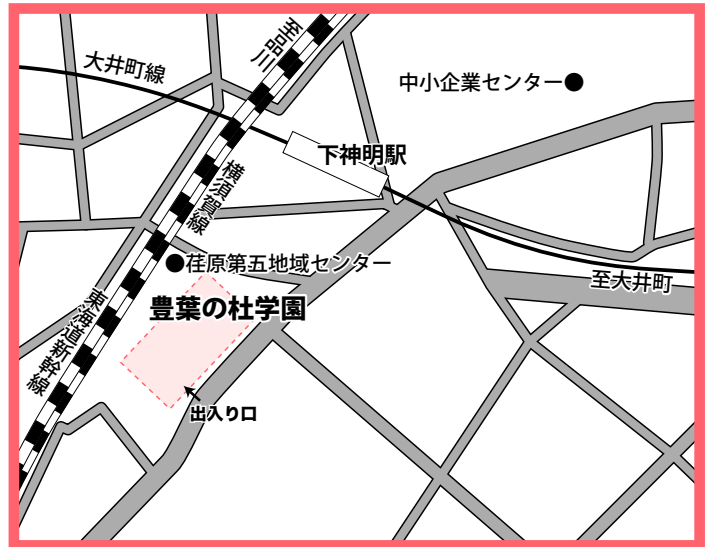 至品川
大井町線
中小企業センター●
下神明駅
横須賀線
●荏原第五地域センター
至大井町
豊葉の杜学園
東海道新幹線
出入り口